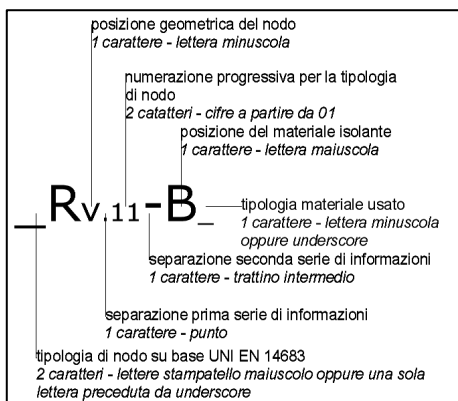 posizione geometrica del nodo
1 carattere - lettera minuscola
numerazione progressiva per la tipologia
di nodo
2 catatteri - cifre a partire da 01
posizione del materiale isolante
1 carattere - lettera maiuscola
_Rv.11-B_
tipologia materiale usato
1 carattere - lettera minuscola
oppure underscore
separazione seconda serie di informazioni
1 carattere - trattino intermedio
separazione prima serie di informazioni
1 carattere - punto
tipologia di nodo su base UNI EN 14683
2 caratteri - lettere stampatello maiuscolo oppure una sola
lettera preceduta da underscore